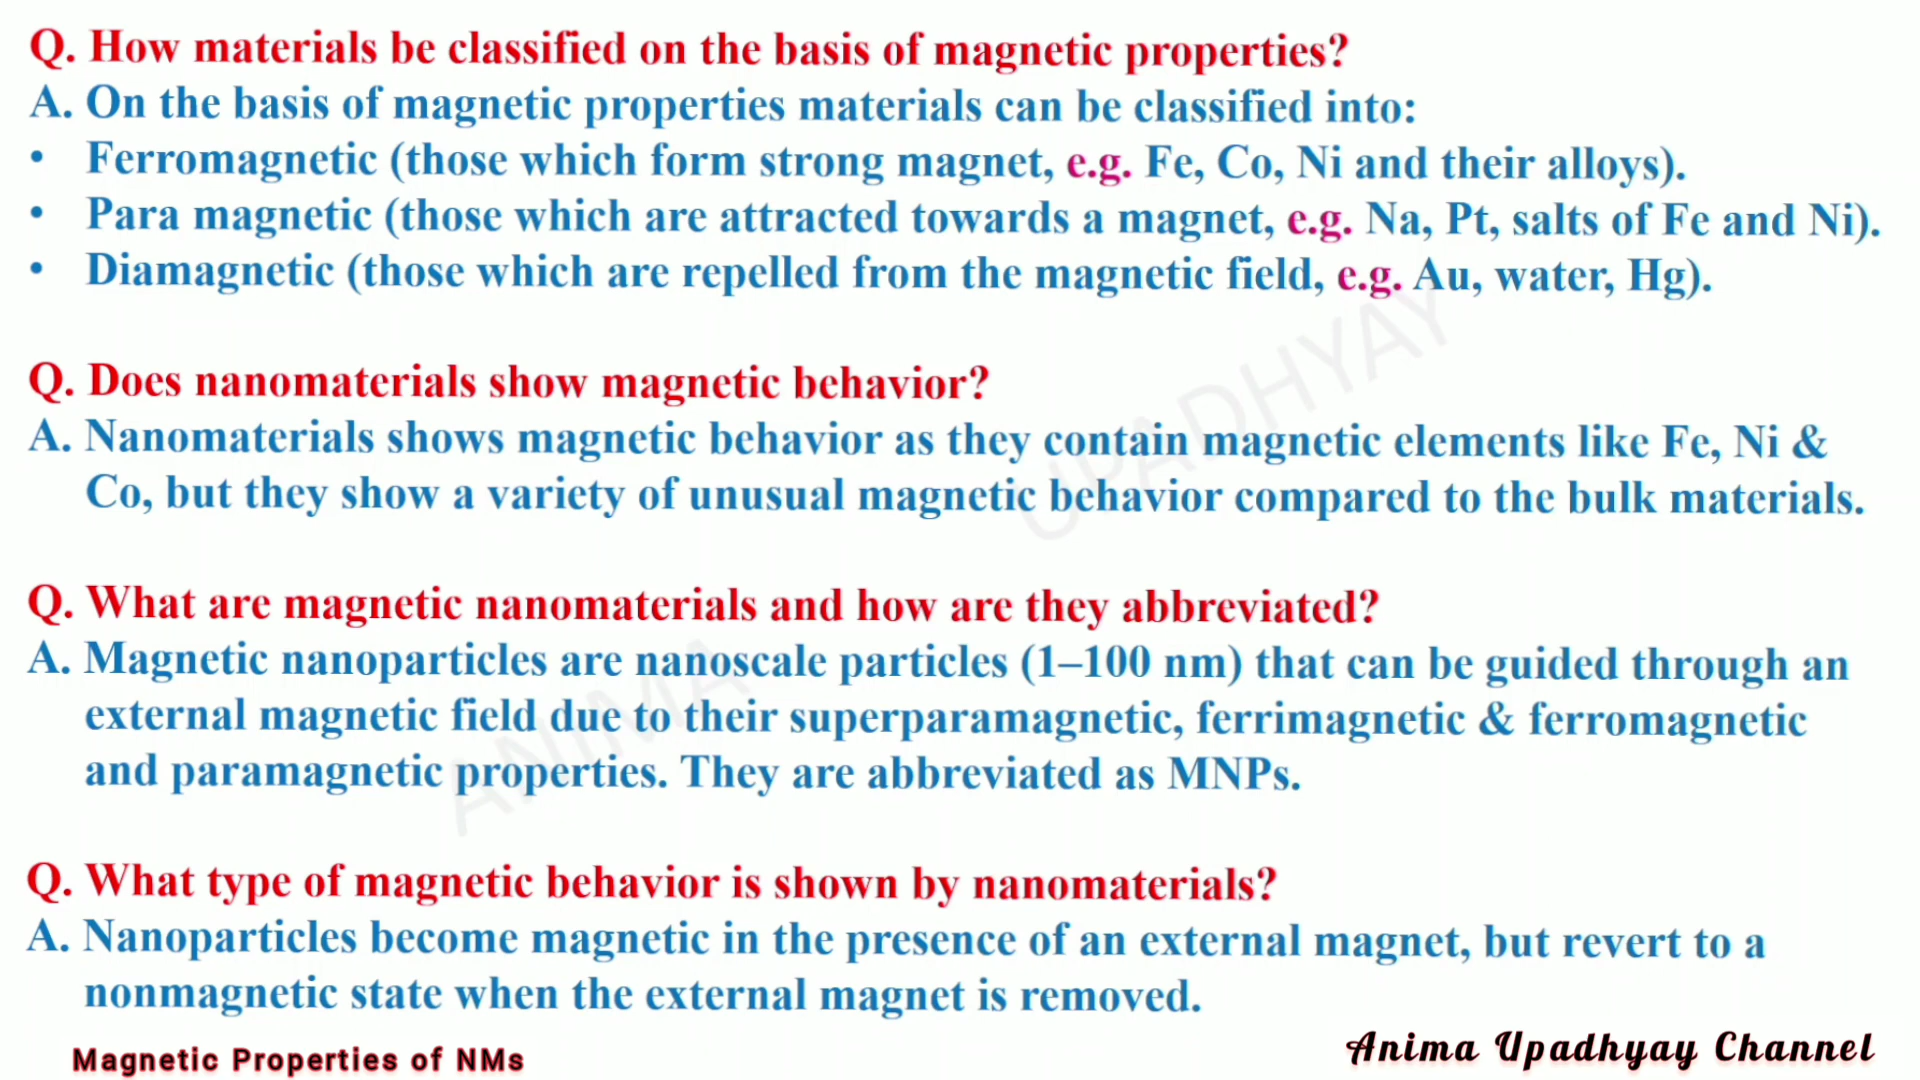 Q. How materials be classified on the basis of magnetic properties?
A. On the basis of magnetic properties materials can be classified into:
• Ferromagnetic (those which form strong magnet, e.g. Fe, Co, Ni and their alloys).
• Para magnetic (those which are attracted towards a magnet, e.g. Na, Pt, salts of Fe and Ni).
• Diamagnetic (those which are repelled from the magnetic field, e.g. Au, water, Hg).
Q. Does nanomaterials show magnetic behavior?
A. Nanomaterials shows magnetic behavior as they contain magnetic elements like Fe, Ni &
Co, but they show a variety of unusual magnetic behavior compared to the bulk materials.
Q. What are magnetic nanomaterials and how are they abbreviated?
A. Magnetic nanoparticles are nanoscale particles (1–100 nm) that can be guided through an
external magnetic field due to their superparamagnetic, ferrimagnetic & ferromagnetic
and paramagnetic properties. They are abbreviated as MNPs.
Q. What type of magnetic behavior is shown by nanomaterials?
A. Nanoparticles become magnetic in the presence of an external magnet, but revert to a
nonmagnetic state when the external magnet is removed.
Magnetic Properties of NMs
Anima Upadhyay Channel
ANIMA UPADHYAY